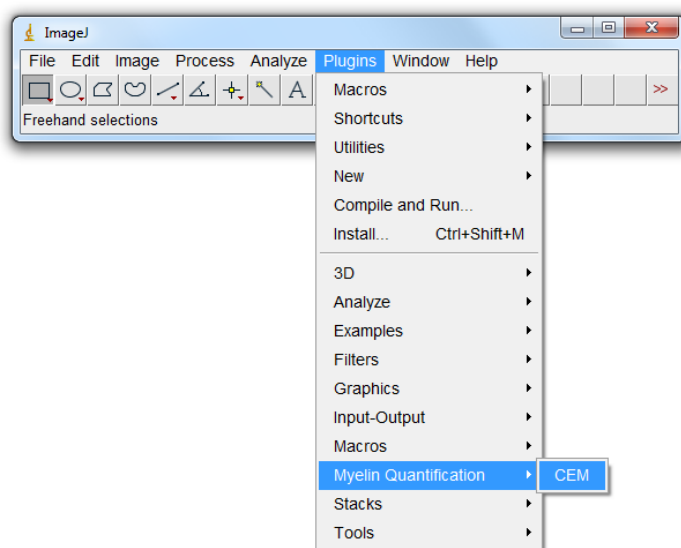 ImageJ
File Edit Image Process Analyze Plugins Window Help
A >>
Freehand selections
Macros
Shortcuts
Utilities
New
Compile and Run...
Install... Ctrl+Shift+M
3D
Analyze
Examples
Filters
Graphics
Input-Output
Macros
Myelin Quantification CEM
Stacks
Tools